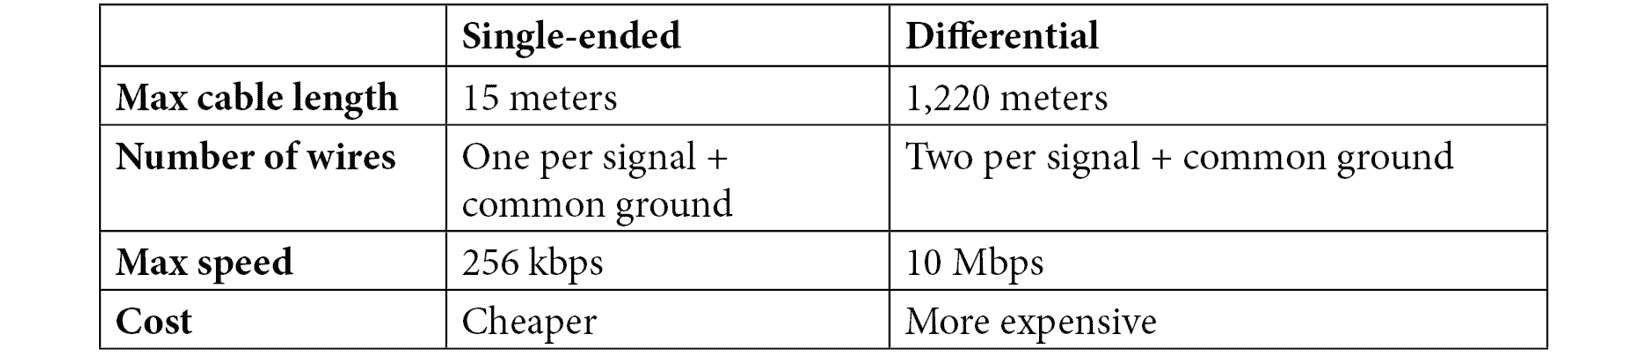 Single-ended Differential
Max cable length 15 meters 1,220 meters
Number of wires One per signal + Two per signal + common ground
common ground
Max speed 256 kbps 10 Mbps
Cost Cheaper More expensive